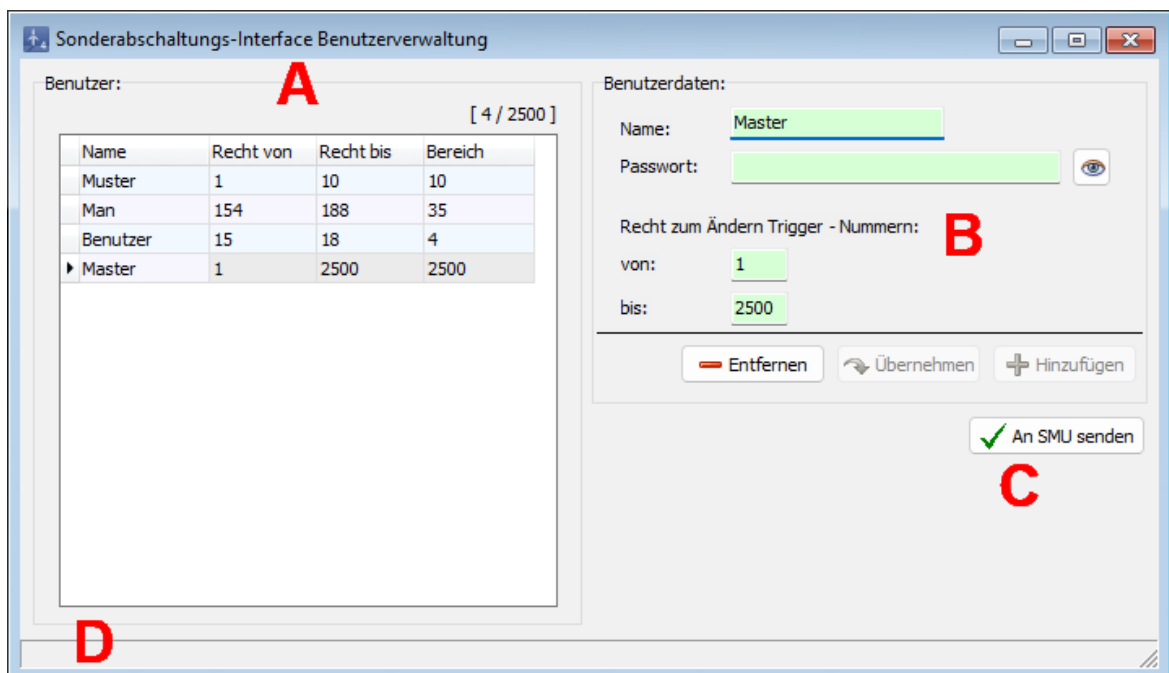 Sonderabschaltungs-Interface Benutzerverwaltung
A
Benutzer:
[ 4 / 2500 ]
Name Recht von Recht bis Bereich
Muster 1 10 10
Man 154 188 35
Benutzer 15 18 4
Master 1 2500 2500
D
Benutzerdaten:
Name: Master
Passwort:
Recht zum Ändern Trigger - Nummern:
B
von: 1
bis: 2500
Entfernen Übernehmen Hinzufügen
An SMU senden
C